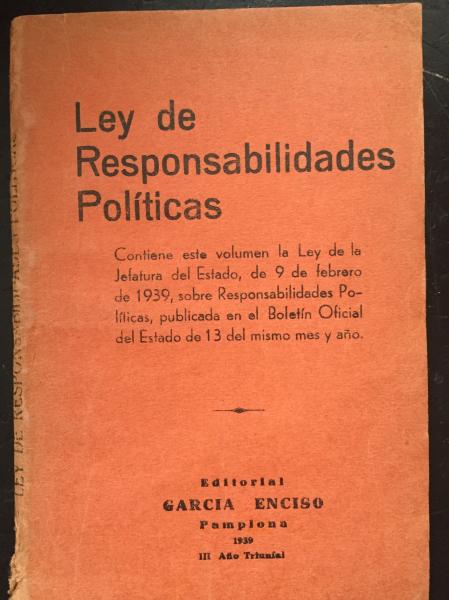 Ley de
Responsabilidades
Políticas
Contiene este volumen la Ley de la
Jefatura del Estado, de 9 de febrero
de 1939, sobre Responsabilidades Po-
líticas, publicada en el Boletín Oficial
del Estado de 13 del mismo mes y año.
Editorial
GARCIA ENCISO
Pamplona
1939
III Año Triunfal
LEY DE RESPONSABILIDADES POLITICAS